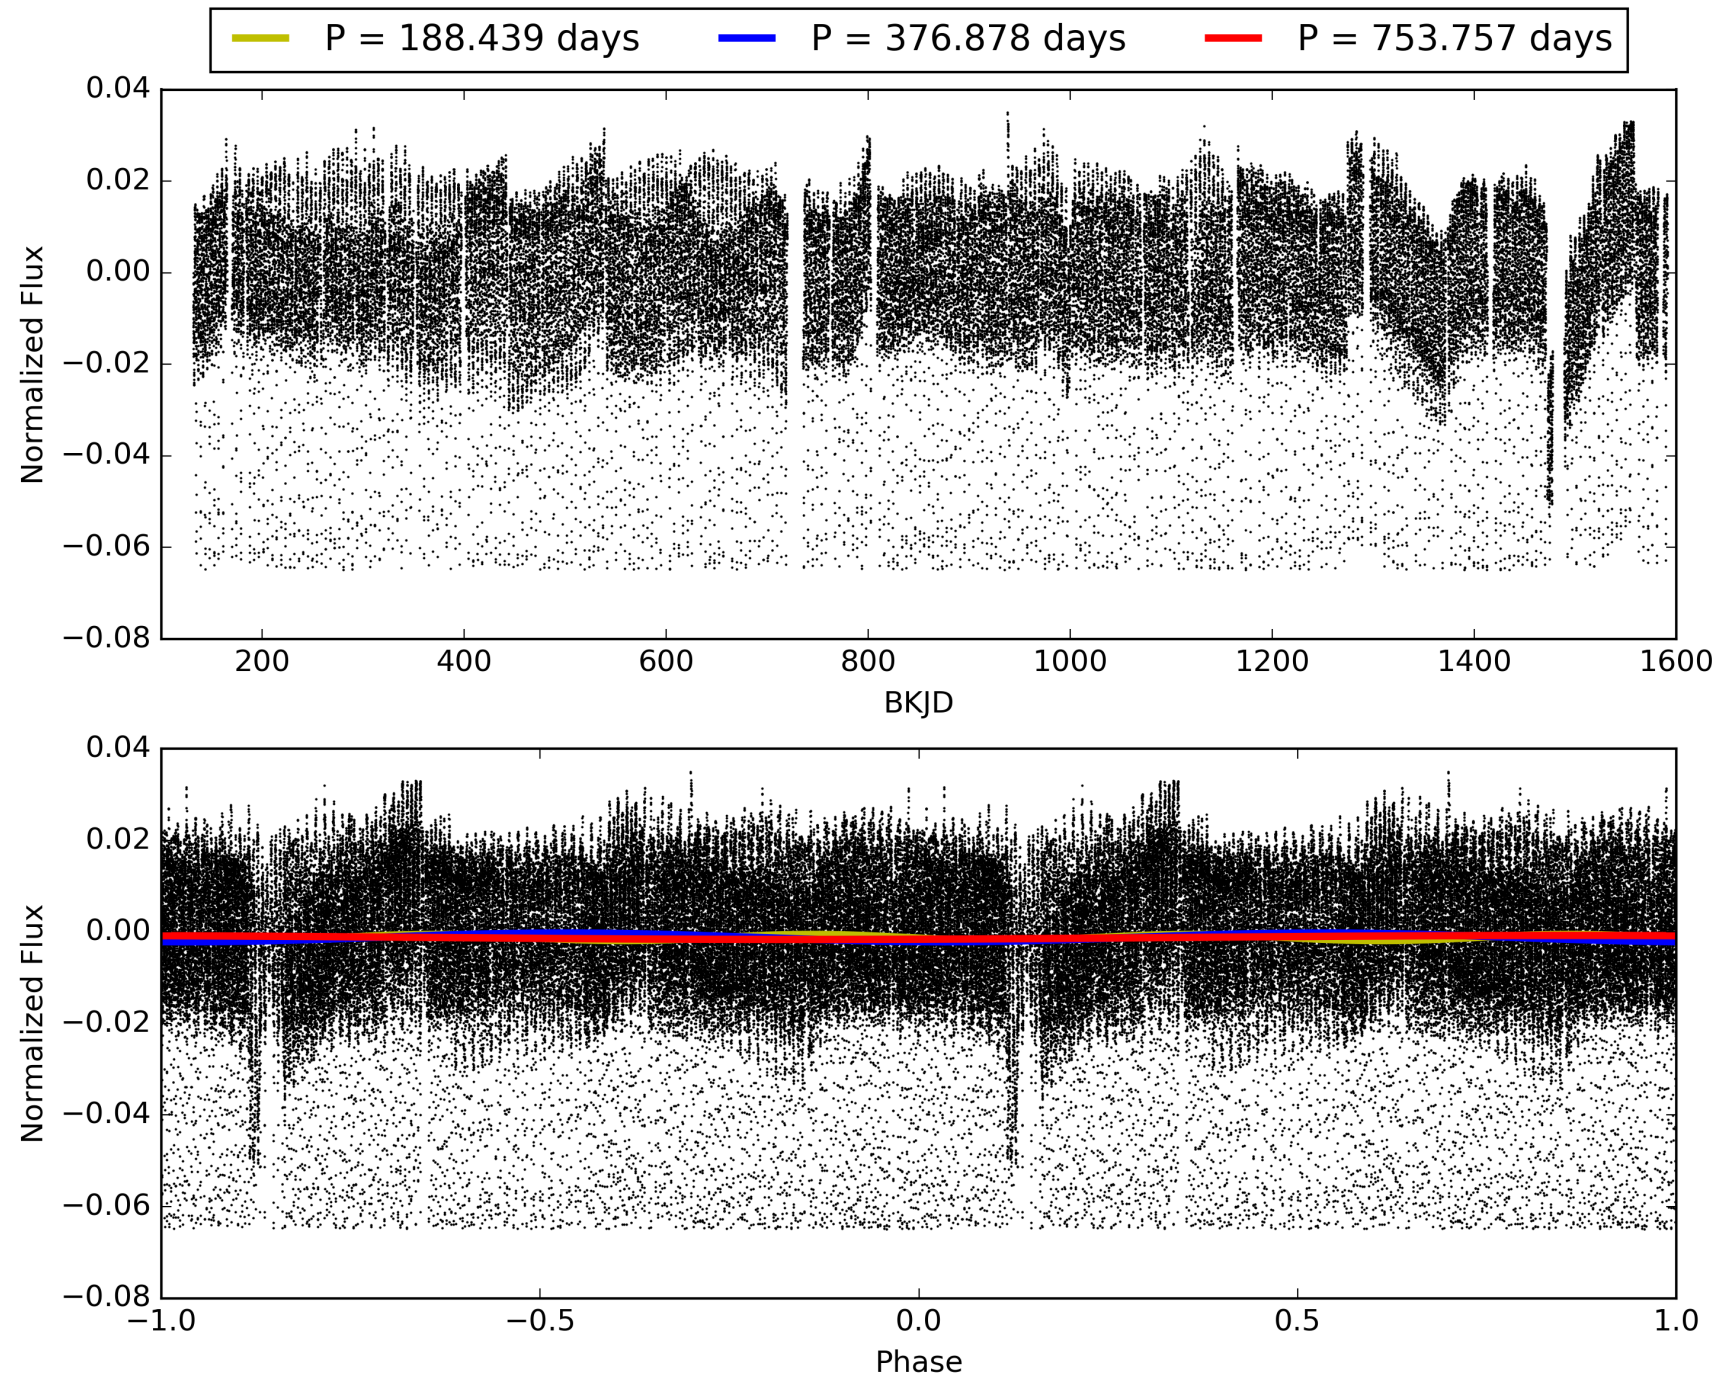 P = 188.439 days P = 376.878 days P = 753.757 days
0.04
0.02
0.00
−0.02
−0.04
−0.06
−0.08
Normalized Flux
200 400 600 800 1000 1200 1400 1600
BKJD
0.04
0.02
0.00
−0.02
−0.04
−0.06
−0.08
Normalized Flux
−1.0 −0.5 0.0 0.5 1.0
Phase